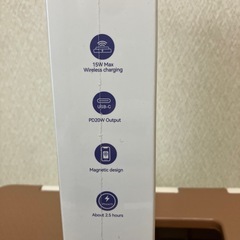 15W Max
Wireless charging
USB-C
PD20W Output
Magnetic design
About 2.5 hours